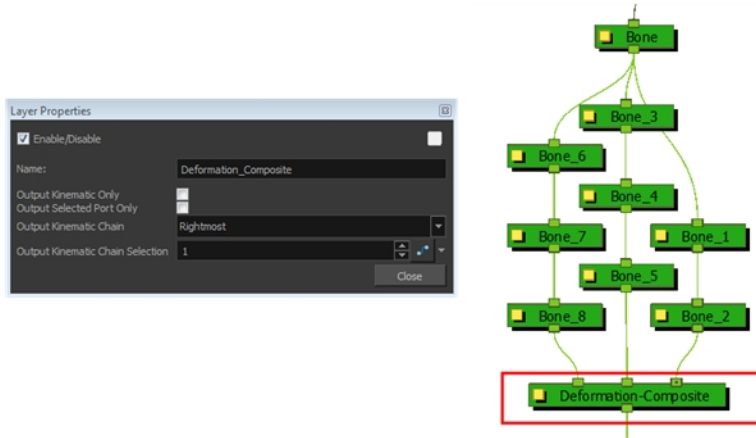 Layer Properties
Enable/Disable
Name: Deformation_Composite
Output Kinematic Only
Output Selected Port Only
Output Kinematic Chain Rightmost
Output Kinematic Chain Selection 1
Close
Bone
Bone_3
Bone_6
Bone_4
Bone_7
Bone_1
Bone_5
Bone_8
Bone_2
Deformation-Composite